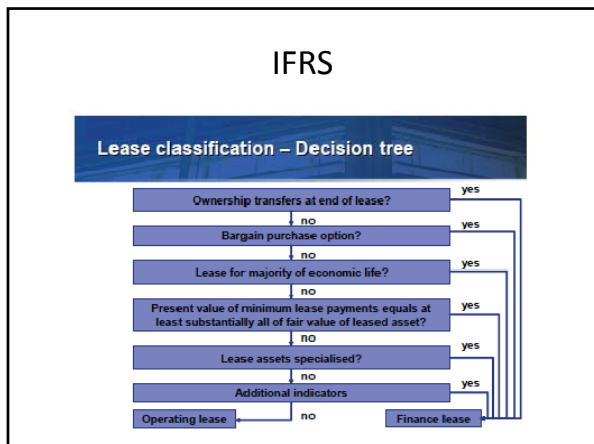 IFRS
Lease classification – Decision tree
Ownership transfers at end of lease?
yes
no
Bargain purchase option?
yes
no
Lease for majority of economic life?
yes
no
Present value of minimum lease payments equals at
least substantially all of fair value of leased asset?
yes
no
Lease assets specialised?
yes
no
Additional indicators
yes
Operating lease
no
Finance lease